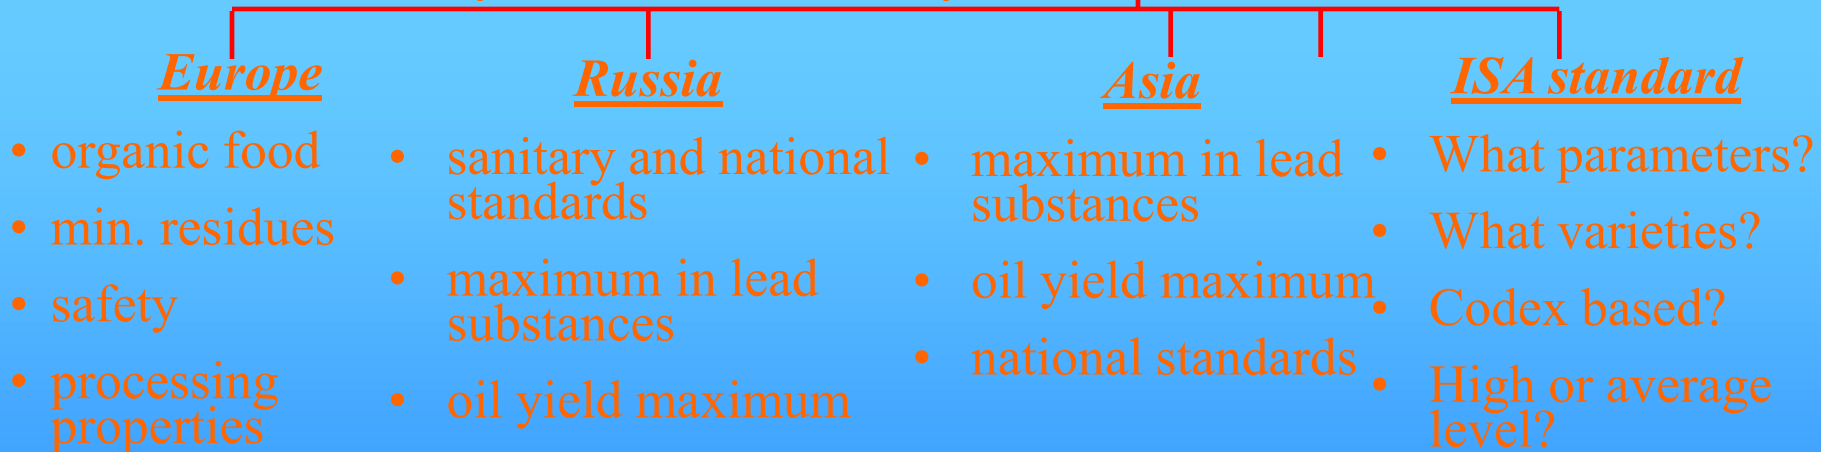 Europe
• organic food
• min. residues
• safety
• processing
properties
Russia
• sanitary and national
standards
• maximum in lead
substances
• oil yield maximum
Asia
• maximum in lead
substances
• oil yield maximum
• national standards
ISA standard
• What parameters?
• What varieties?
• Codex based?
• High or average
level?